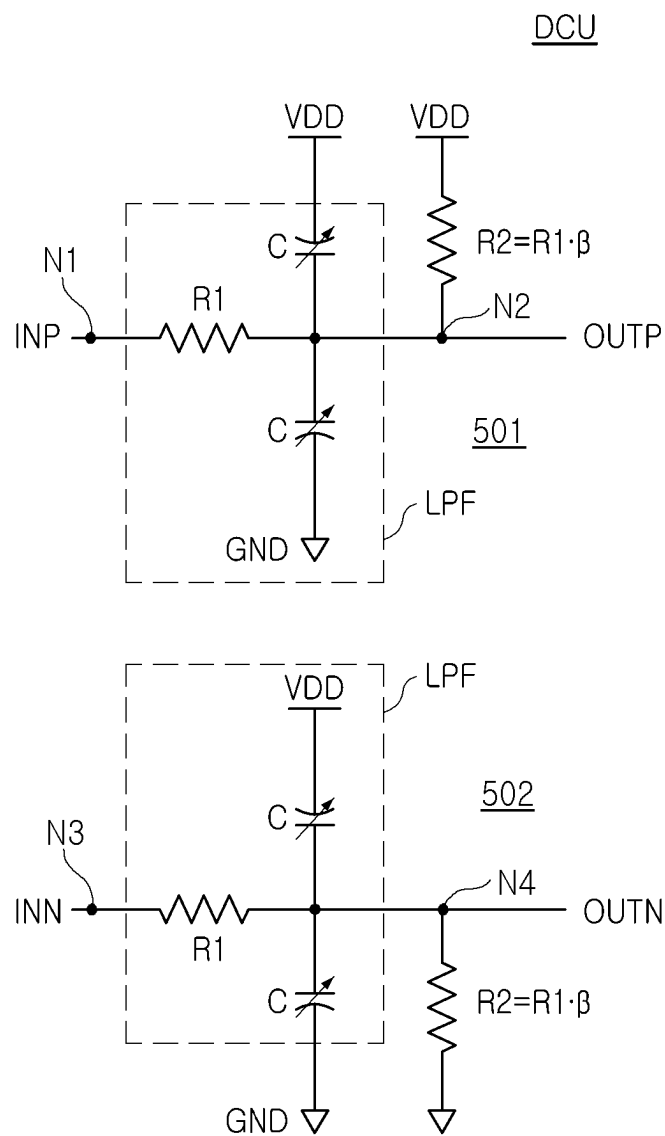 DCU
VDD
VDD
C
R2=R1·β
N1
R1
N2
INP
OUTP
C
501
LPF
GND
VDD
LPF
C
502
N3
N4
INN
R1
OUTN
C
R2=R1·β
GND